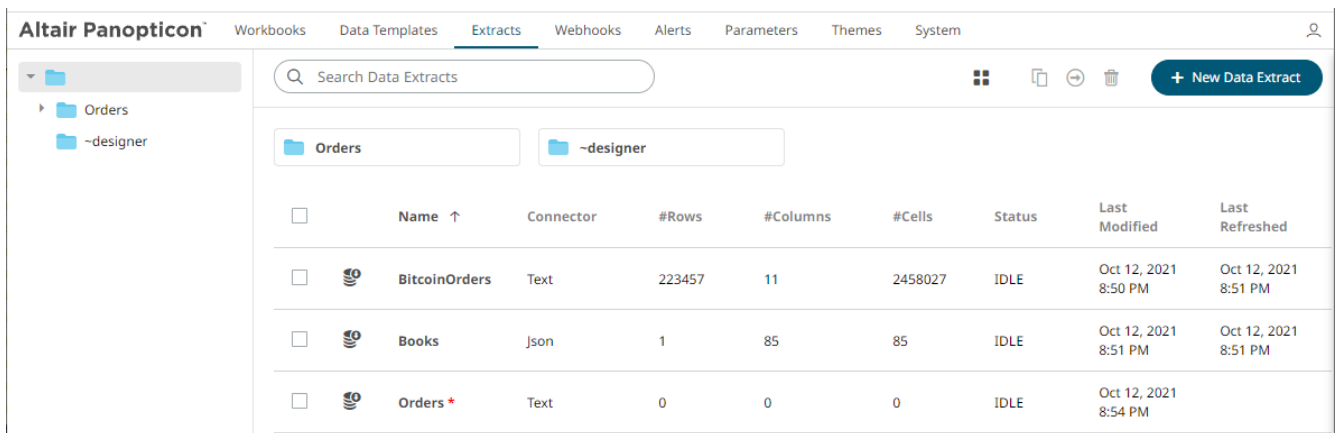 Altair Panopticon™ Workbooks Data Templates Extracts Webhooks Alerts Parameters Themes System
Search Data Extracts
+ New Data Extract
Orders
~designer
Orders ~designer
Name ↑ Connector #Rows #Columns #Cells Status Last Modified Last Refreshed
BitcoinOrders Text 223457 11 2458027 IDLE Oct 12, 2021 8:50 PM Oct 12, 2021 8:51 PM
Books Json 1 85 85 IDLE Oct 12, 2021 8:51 PM Oct 12, 2021 8:51 PM
Orders * Text 0 0 0 IDLE Oct 12, 2021 8:54 PM